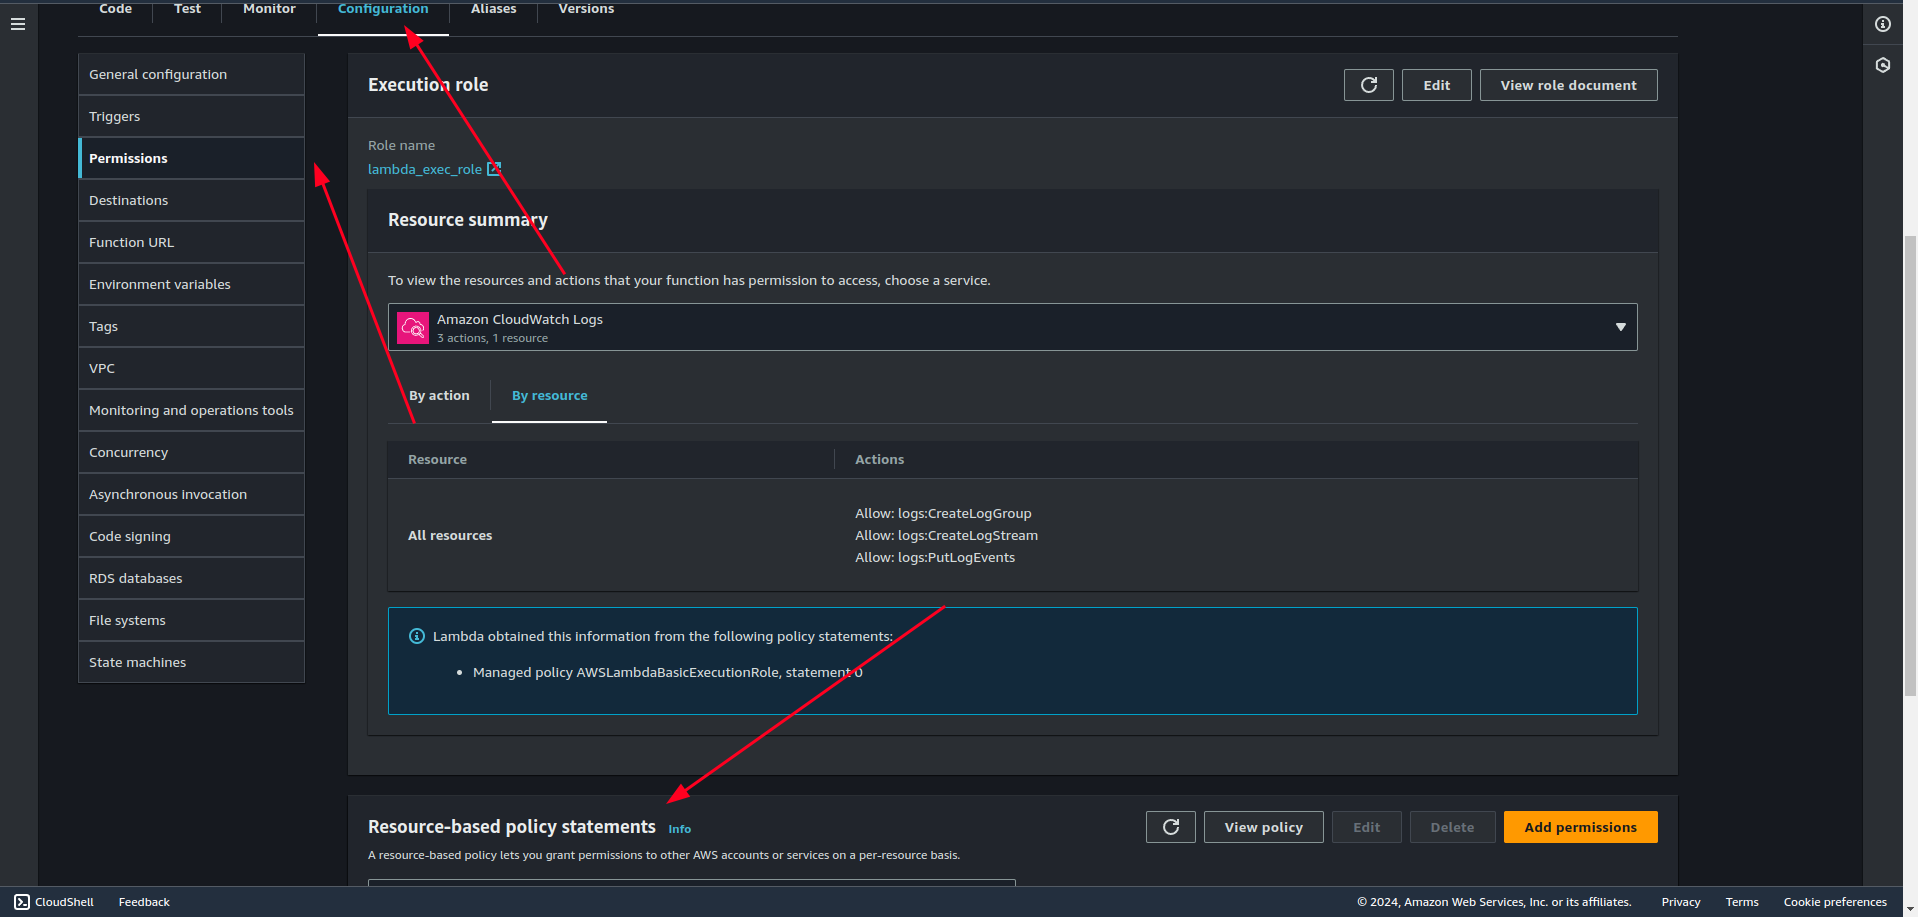 Code Test Monitor Configuration Aliases Versions
General configuration
Triggers
Permissions
Destinations
Function URL
Environment variables
Tags
VPC
Monitoring and operations tools
Concurrency
Asynchronous invocation
Code signing
RDS databases
File systems
State machines
Execution role
Edit View role document
Role name
lambda_exec_role
Resource summary
To view the resources and actions that your function has permission to access, choose a service.
Amazon CloudWatch Logs
3 actions, 1 resource
By action By resource
Resource Actions
All resources
Allow: logs:CreateLogGroup
Allow: logs:CreateLogStream
Allow: logs:PutLogEvents
Lambda obtained this information from the following policy statements:
• Managed policy AWSLambdaBasicExecutionRole, statement 0
Resource-based policy statements Info
View policy Edit Delete Add permissions
A resource-based policy lets you grant permissions to other AWS accounts or services on a per-resource basis.
CloudShell Feedback © 2024, Amazon Web Services, Inc. or its affiliates. Privacy Terms Cookie preferences